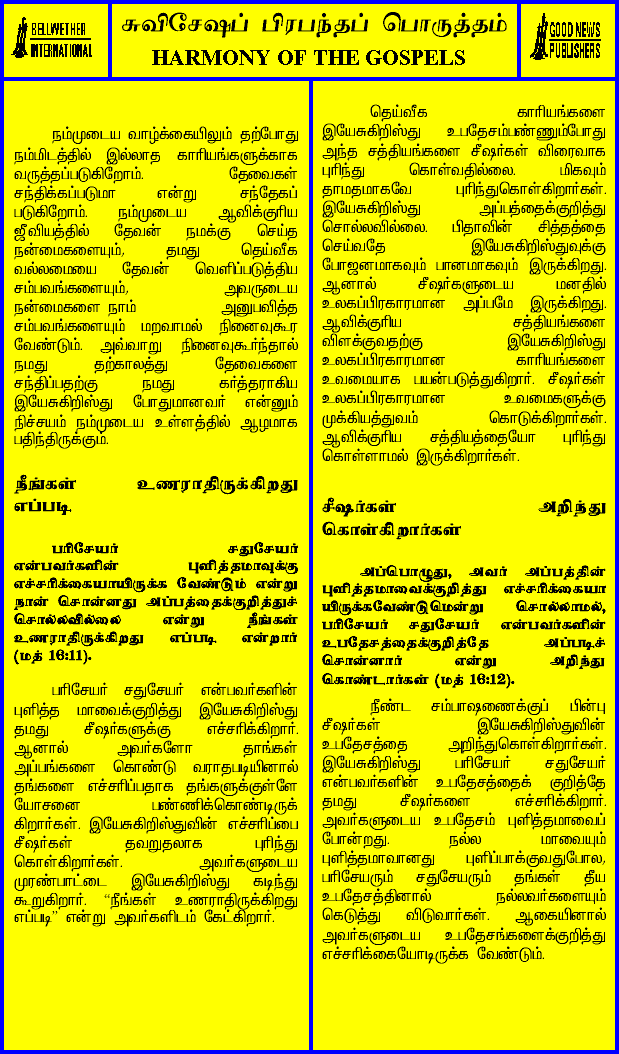 BELLWETHER
INTERNATIONAL
சுவிசேஷப் பிரபந்தப் பொருத்தம்
HARMONY OF THE GOSPELS
GOOD NEWS
PUBLISHERS
நம்முடைய வாழ்க்கையிலும் தற்போது
நம்மிடத்தில் இல்லாத காரியங்களுக்காக
வருத்தப்படுகிறோம். தேவைகள்
சந்திக்கப்படுமா என்று சந்தேகப்
படுகிறோம். நம்முடைய ஆவிக்குரிய
ஜீவியத்தில் தேவன் நமக்கு செய்த
நன்மைகளையும், தமது தெய்வீக
வல்லமையை தேவன் வெளிப்படுத்திய
சம்பவங்களையும், அவருடைய
நன்மைகளை நாம் அனுபவித்த
சம்பவங்களையும் மறவாமல் நினைவுகூர
வேண்டும். அவ்வாறு நினைவுகூர்ந்தால்
நமது தற்காலத்து தேவைகளை
சந்திப்பதற்கு நமது கர்த்தராகிய
இயேசுகிறிஸ்து போதுமானவர் என்னும்
நிச்சயம் நம்முடைய உள்ளத்தில் ஆழமாக
பதிந்திருக்கும்.
நீங்கள் உணராதிருக்கிறது
எப்படி.
பரிசேயர் சதுசேயர்
என்பவர்களின் புளித்தமாவுக்கு
எச்சரிக்கையாயிருக்க வேண்டும் என்று
நான் சொன்னது அப்பத்தைக்குறித்துச்
சொல்லவில்லை என்று நீங்கள்
உணராதிருக்கிறது எப்படி என்றார்
(மத் 16:11).
பரிசேயர் சதுசேயர் என்பவர்களின்
புளித்த மாவைக்குறித்து இயேசுகிறிஸ்து
தமது சீஷர்களுக்கு எச்சரிக்கிறார்.
ஆனால் அவர்களோ தாங்கள்
அப்பங்களை கொண்டு வராதபடியினால்
தங்களை எச்சரிப்பதாக தங்களுக்குள்ளே
யோசனை பண்ணிக்கொண்டிருக்
கிறார்கள். இயேசுகிறிஸ்துவின் எச்சரிப்பை
சீஷர்கள் தவறுதலாக புரிந்து
கொள்கிறார்கள். அவர்களுடைய
முரண்பாட்டை இயேசுகிறிஸ்து கடிந்து
கூறுகிறார். “நீங்கள் உணராதிருக்கிறது
எப்படி” என்று அவர்களிடம் கேட்கிறார்.
தெய்வீக காரியங்களை
இயேசுகிறிஸ்து உபதேசம்பண்ணும்போது
அந்த சத்தியங்களை சீஷர்கள் விரைவாக
புரிந்து கொள்வதில்லை. மிகவும்
தாமதமாகவே புரிந்துகொள்கிறார்கள்.
இயேசுகிறிஸ்து அப்பத்தைக்குறித்து
சொல்லவில்லை. பிதாவின் சித்தத்தை
செய்வதே இயேசுகிறிஸ்துவுக்கு
போஜனமாகவும் பானமாகவும் இருக்கிறது.
ஆனால் சீஷர்களுடைய மனதில்
உலகப்பிரகாரமான அப்பமே இருக்கிறது.
ஆவிக்குரிய சத்தியங்களை
விளக்குவதற்கு இயேசுகிறிஸ்து
உலகப்பிரகாரமான காரியங்களை
உவமையாக பயன்படுத்துகிறார். சீஷர்கள்
உலகப்பிரகாரமான உவமைகளுக்கு
முக்கியத்துவம் கொடுக்கிறார்கள்.
ஆவிக்குரிய சத்தியத்தையோ புரிந்து
கொள்ளாமல் இருக்கிறார்கள்.
சீஷர்கள் அறிந்து
கொள்கிறார்கள்
அப்பொழுது, அவர் அப்பத்தின்
புளித்தமாவைக்குறித்து எச்சரிக்கையா
யிருக்கவேண்டுமென்று சொல்லாமல்,
பரிசேயர் சதுசேயர் என்பவர்களின்
உபதேசத்தைக்குறித்தே அப்படிச்
சொன்னார் என்று அறிந்து
கொண்டார்கள் (மத் 16:12).
நீண்ட சம்பாஷணைக்குப் பின்பு
சீஷர்கள் இயேசுகிறிஸ்துவின்
உபதேசத்தை அறிந்துகொள்கிறார்கள்.
இயேசுகிறிஸ்து பரிசேயர் சதுசேயர்
என்பவர்களின் உபதேசத்தைக் குறித்தே
தமது சீஷர்களை எச்சரிக்கிறார்.
அவர்களுடைய உபதேசம் புளித்தமாவைப்
போன்றது. நல்ல மாவையும்
புளித்தமாவானது புளிப்பாக்குவதுபோல,
பரிசேயரும் சதுசேயரும் தங்கள் தீய
உபதேசத்தினால் நல்லவர்களையும்
கெடுத்து விடுவார்கள். ஆகையினால்
அவர்களுடைய உபதேசங்களைக்குறித்து
எச்சரிக்கையோடிருக்க வேண்டும்.